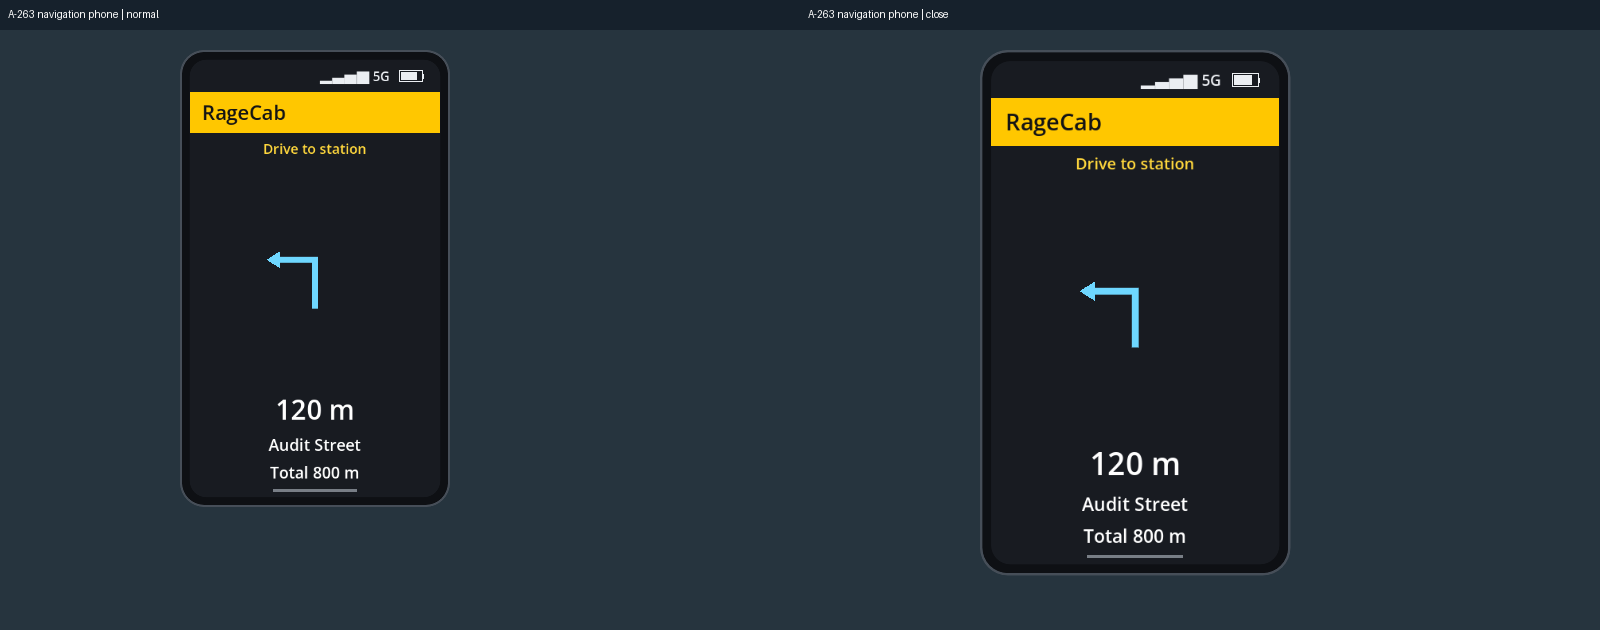 A-263 navigation phone | normal
5G
RageCab
Drive to station
120 m
Audit Street
Total 800 m
A-263 navigation phone | close
5G
RageCab
Drive to station
120 m
Audit Street
Total 800 m